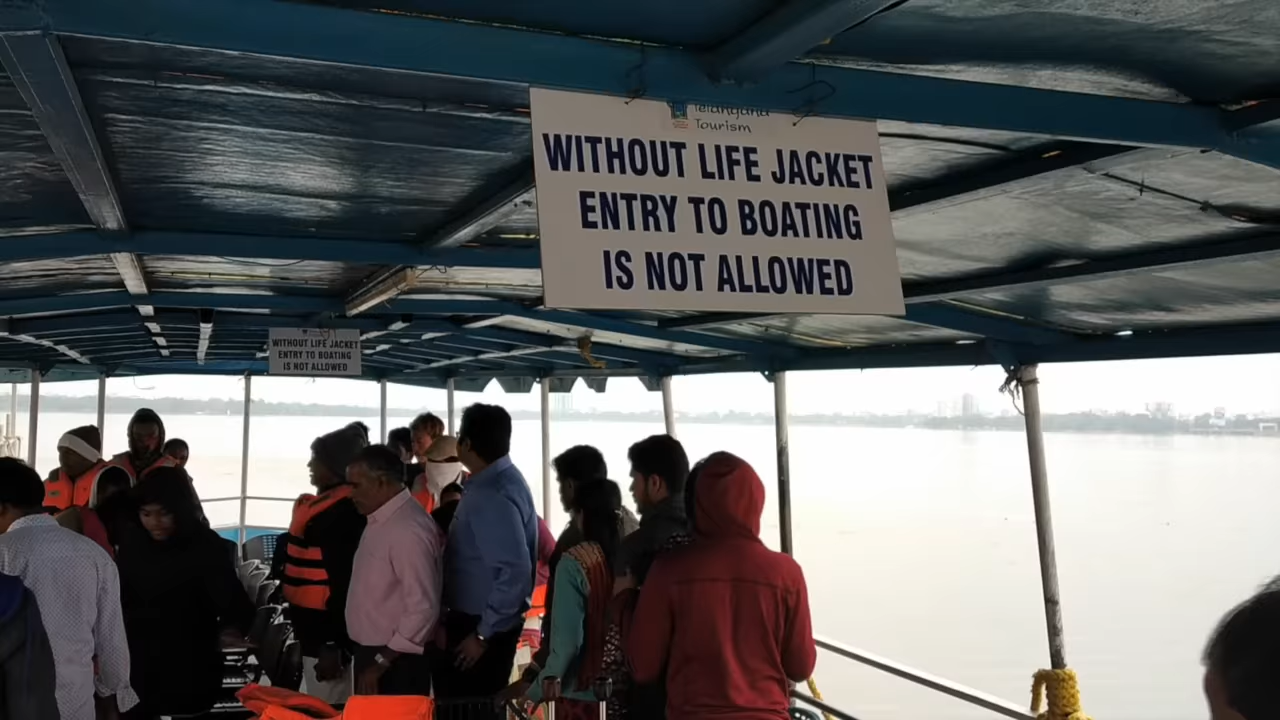 Telangana
Tourism
WITHOUT LIFE JACKET
ENTRY TO BOATING
IS NOT ALLOWED
WITHOUT LIFE JACKET
ENTRY TO BOATING
IS NOT ALLOWED